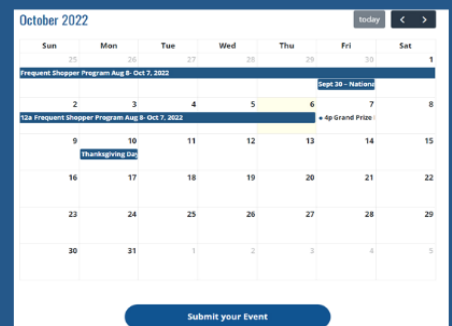 October 2022
today
Sun Mon Tue Wed Thu Fri Sat
25 26 27 28 29 30 1
Frequent Shopper Program Aug 8- Oct 7, 2022
Sept 30 – Nationa
2 3 4 5 6 7 8
12a Frequent Shopper Program Aug 8- Oct 7, 2022
4p Grand Prize
9 10 11 12 13 14 15
Thanksgiving Day
16 17 18 19 20 21 22
23 24 25 26 27 28 29
30 31 1 2 3 4 5
Submit your Event